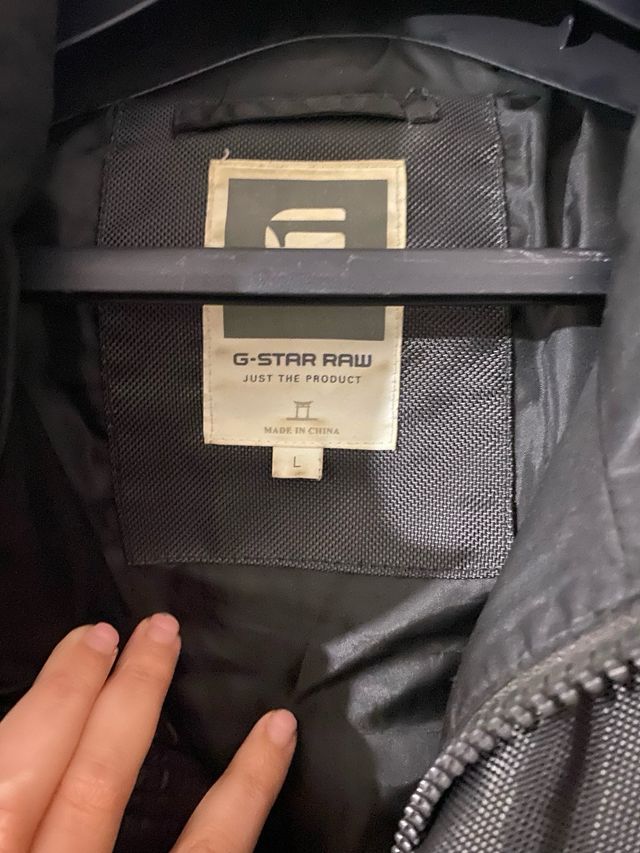 G-STAR RAW
JUST THE PRODUCT
MADE IN CHINA
L